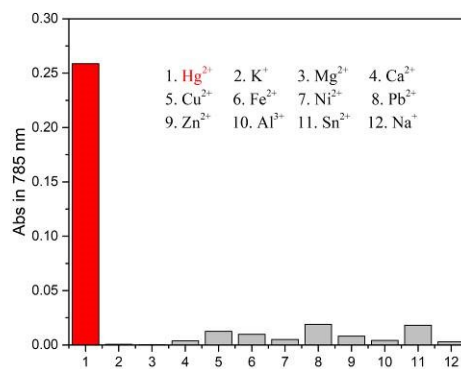 0.30
0.25
0.20
0.15
0.10
0.05
0.00
Abs in 785 nm
1. Hg²⁺ 2. K⁺ 3. Mg²⁺ 4. Ca²⁺
5. Cu²⁺ 6. Fe²⁺ 7. Ni²⁺ 8. Pb²⁺
9. Zn²⁺ 10. Al³⁺ 11. Sn²⁺ 12. Na⁺
1 2 3 4 5 6 7 8 9 10 11 12